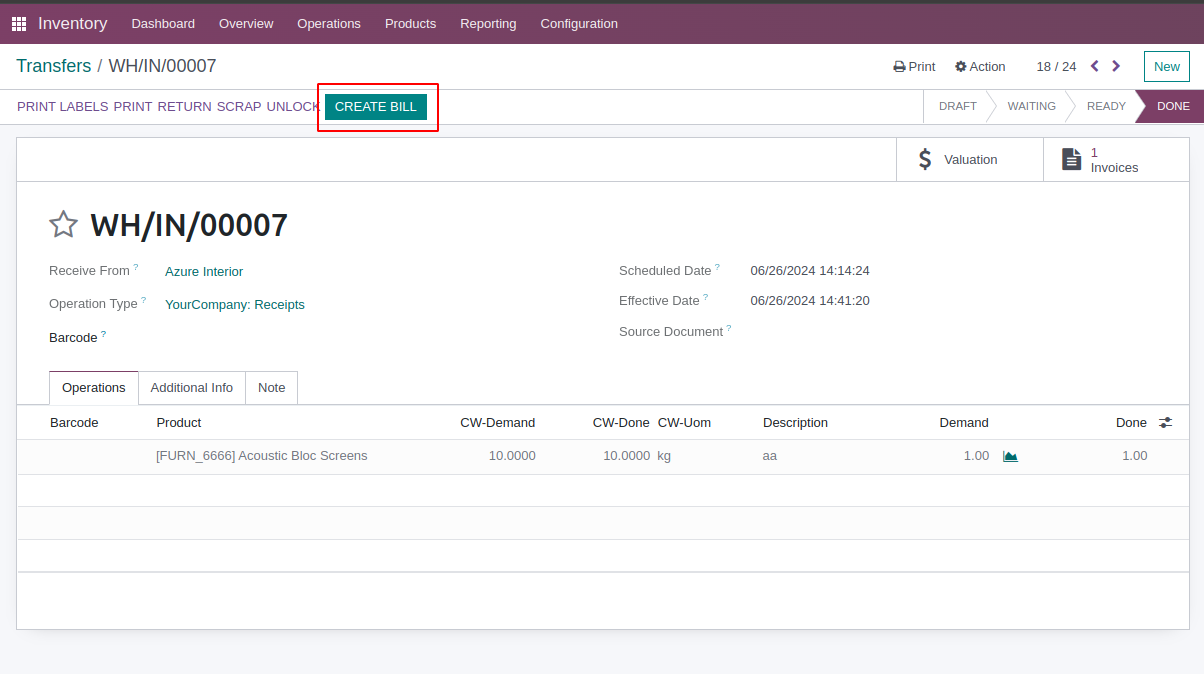 Inventory Dashboard Overview Operations Products Reporting Configuration
Transfers / WH/IN/00007 Print Action 18 / 24 New
PRINT LABELS PRINT RETURN SCRAP UNLOCK CREATE BILL DRAFT WAITING READY DONE
$ Valuation 1 Invoices
WH/IN/00007
Receive From ? Azure Interior Scheduled Date ? 06/26/2024 14:14:24
Operation Type ? YourCompany: Receipts Effective Date ? 06/26/2024 14:41:20
Barcode ? Source Document ?
Operations Additional Info Note
Barcode Product CW-Demand CW-Done CW-Uom Description Demand Done
[FURN_6666] Acoustic Bloc Screens 10.0000 10.0000 kg aa 1.00 1.00